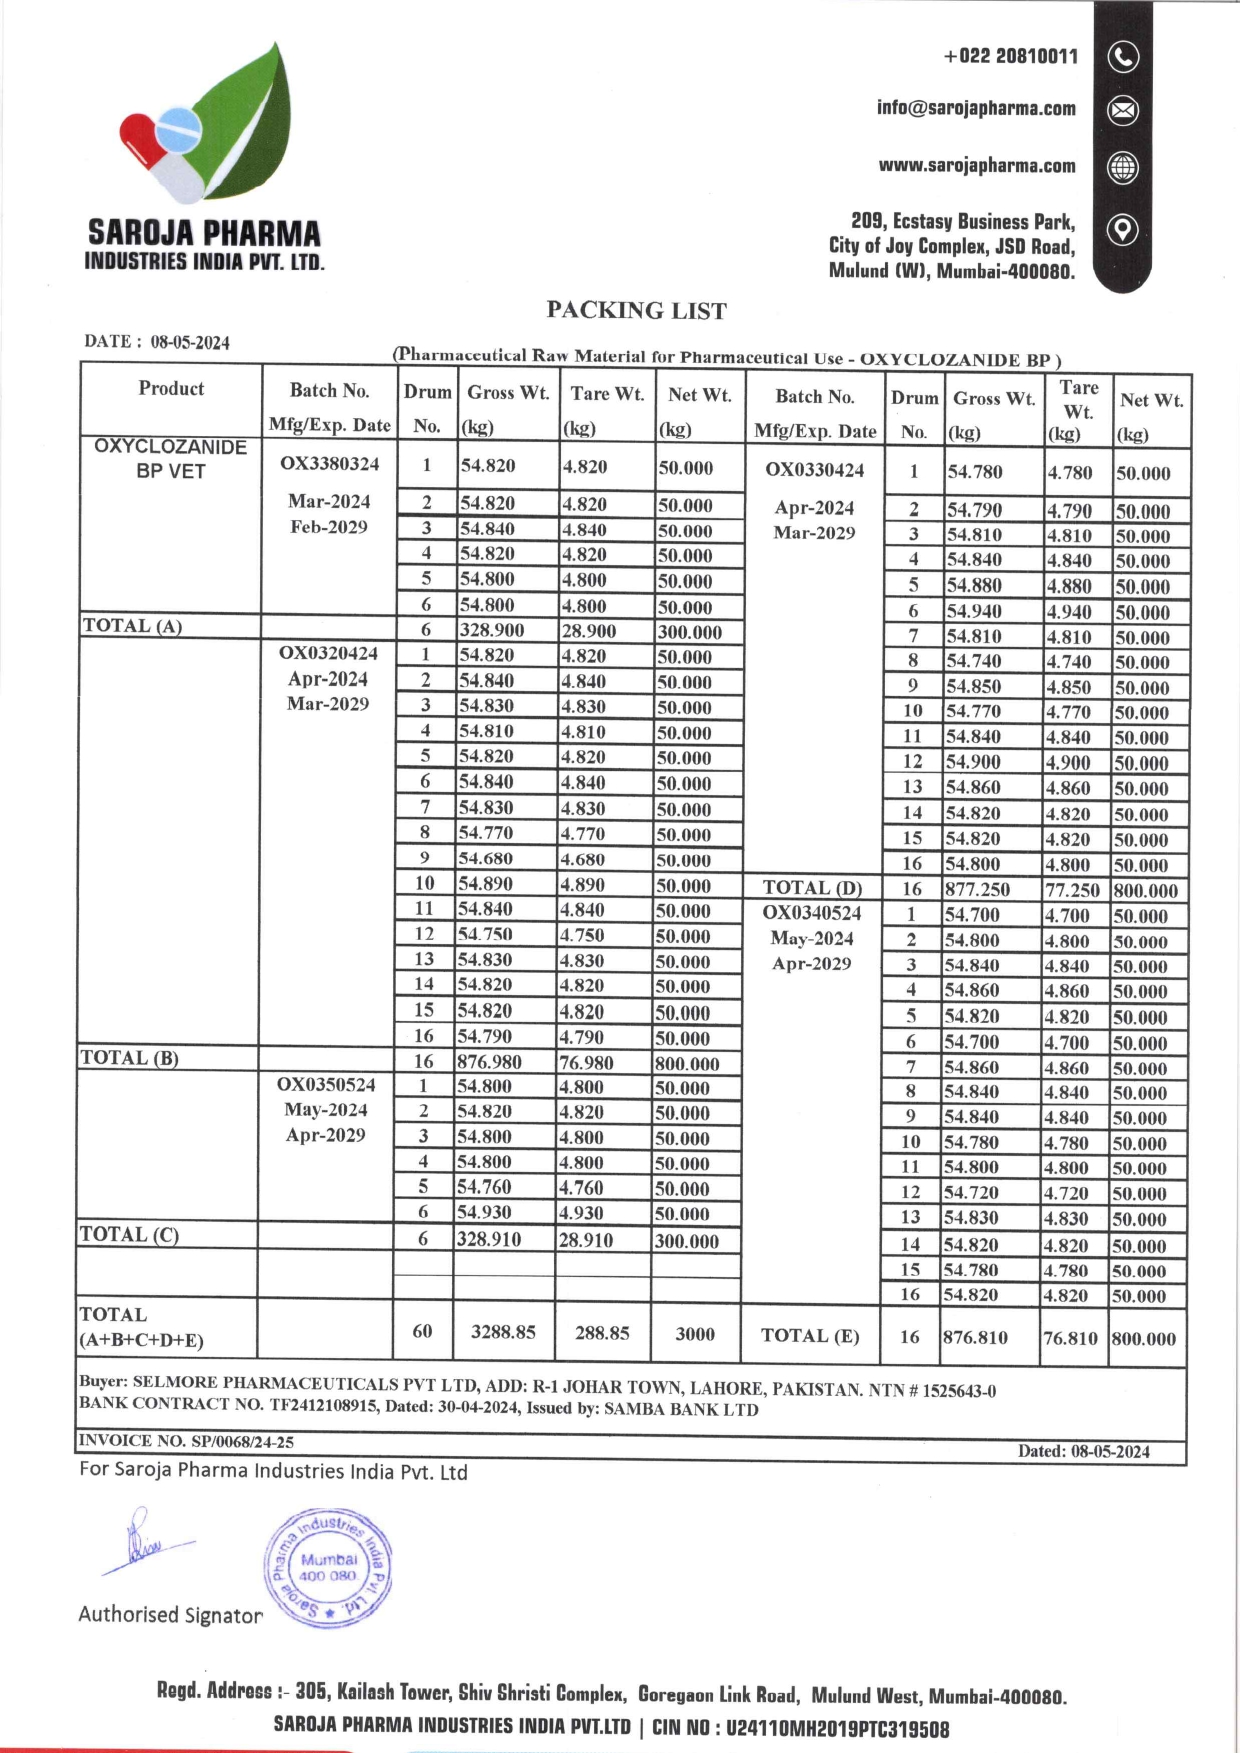 +022 20810011
info@sarojapharma.com
www.sarojapharma.com
209, Ecstasy Business Park,
City of Joy Complex, JSD Road,
Mulund (W), Mumbai-400080.
SAROJA PHARMA
INDUSTRIES INDIA PVT. LTD.
PACKING LIST
DATE : 08-05-2024
(Pharmaceutical Raw Material for Pharmaceutical Use - OXYCLOZANIDE BP )
Product Batch No. Drum Gross Wt. Tare Wt. Net Wt. Batch No. Drum Gross Wt. Tare Wt. Net Wt.
Mfg/Exp. Date No. (kg) (kg) (kg) Mfg/Exp. Date No. (kg) (kg) (kg)
OXYCLOZANIDE
BP VET OX3380324 1 54.820 4.820 50.000 OX0330424 1 54.780 4.780 50.000
Mar-2024 2 54.820 4.820 50.000 Apr-2024 2 54.790 4.790 50.000
Feb-2029 3 54.840 4.840 50.000 Mar-2029 3 54.810 4.810 50.000
4 54.820 4.820 50.000 4 54.840 4.840 50.000
5 54.800 4.800 50.000 5 54.880 4.880 50.000
6 54.800 4.800 50.000 6 54.940 4.940 50.000
TOTAL (A) 6 328.900 28.900 300.000 7 54.810 4.810 50.000
OX0320424 1 54.820 4.820 50.000 8 54.740 4.740 50.000
Apr-2024 2 54.840 4.840 50.000 9 54.850 4.850 50.000
Mar-2029 3 54.830 4.830 50.000 10 54.770 4.770 50.000
4 54.810 4.810 50.000 11 54.840 4.840 50.000
5 54.820 4.820 50.000 12 54.900 4.900 50.000
6 54.840 4.840 50.000 13 54.860 4.860 50.000
7 54.830 4.830 50.000 14 54.820 4.820 50.000
8 54.770 4.770 50.000 15 54.820 4.820 50.000
9 54.680 4.680 50.000 16 54.800 4.800 50.000
10 54.890 4.890 50.000 TOTAL (D) 16 877.250 77.250 800.000
11 54.840 4.840 50.000 OX0340524 1 54.700 4.700 50.000
12 54.750 4.750 50.000 May-2024 2 54.800 4.800 50.000
13 54.830 4.830 50.000 Apr-2029 3 54.840 4.840 50.000
14 54.820 4.820 50.000 4 54.860 4.860 50.000
15 54.820 4.820 50.000 5 54.820 4.820 50.000
16 54.790 4.790 50.000 6 54.700 4.700 50.000
TOTAL (B) 16 876.980 76.980 800.000 7 54.860 4.860 50.000
OX0350524 1 54.800 4.800 50.000 8 54.840 4.840 50.000
May-2024 2 54.820 4.820 50.000 9 54.840 4.840 50.000
Apr-2029 3 54.800 4.800 50.000 10 54.780 4.780 50.000
4 54.800 4.800 50.000 11 54.800 4.800 50.000
5 54.760 4.760 50.000 12 54.720 4.720 50.000
6 54.930 4.930 50.000 13 54.830 4.830 50.000
TOTAL (C) 6 328.910 28.910 300.000 14 54.820 4.820 50.000
15 54.780 4.780 50.000
16 54.820 4.820 50.000
TOTAL
(A+B+C+D+E) 60 3288.85 288.85 3000 TOTAL (E) 16 876.810 76.810 800.000
Buyer: SELMORE PHARMACEUTICALS PVT LTD, ADD: R-1 JOHAR TOWN, LAHORE, PAKISTAN. NTN # 1525643-0
BANK CONTRACT NO. TF2412108915, Dated: 30-04-2024, Issued by: SAMBA BANK LTD
INVOICE NO. SP/0068/24-25 Dated: 08-05-2024
For Saroja Pharma Industries India Pvt. Ltd
Saroja Pharma Industries India Pvt. Ltd. ★
Mumbai
400 080.
Authorised Signator
Regd. Address :- 305, Kailash Tower, Shiv Shristi Complex, Goregaon Link Road, Mulund West, Mumbai-400080.
SAROJA PHARMA INDUSTRIES INDIA PVT.LTD | CIN NO : U24110MH2019PTC319508